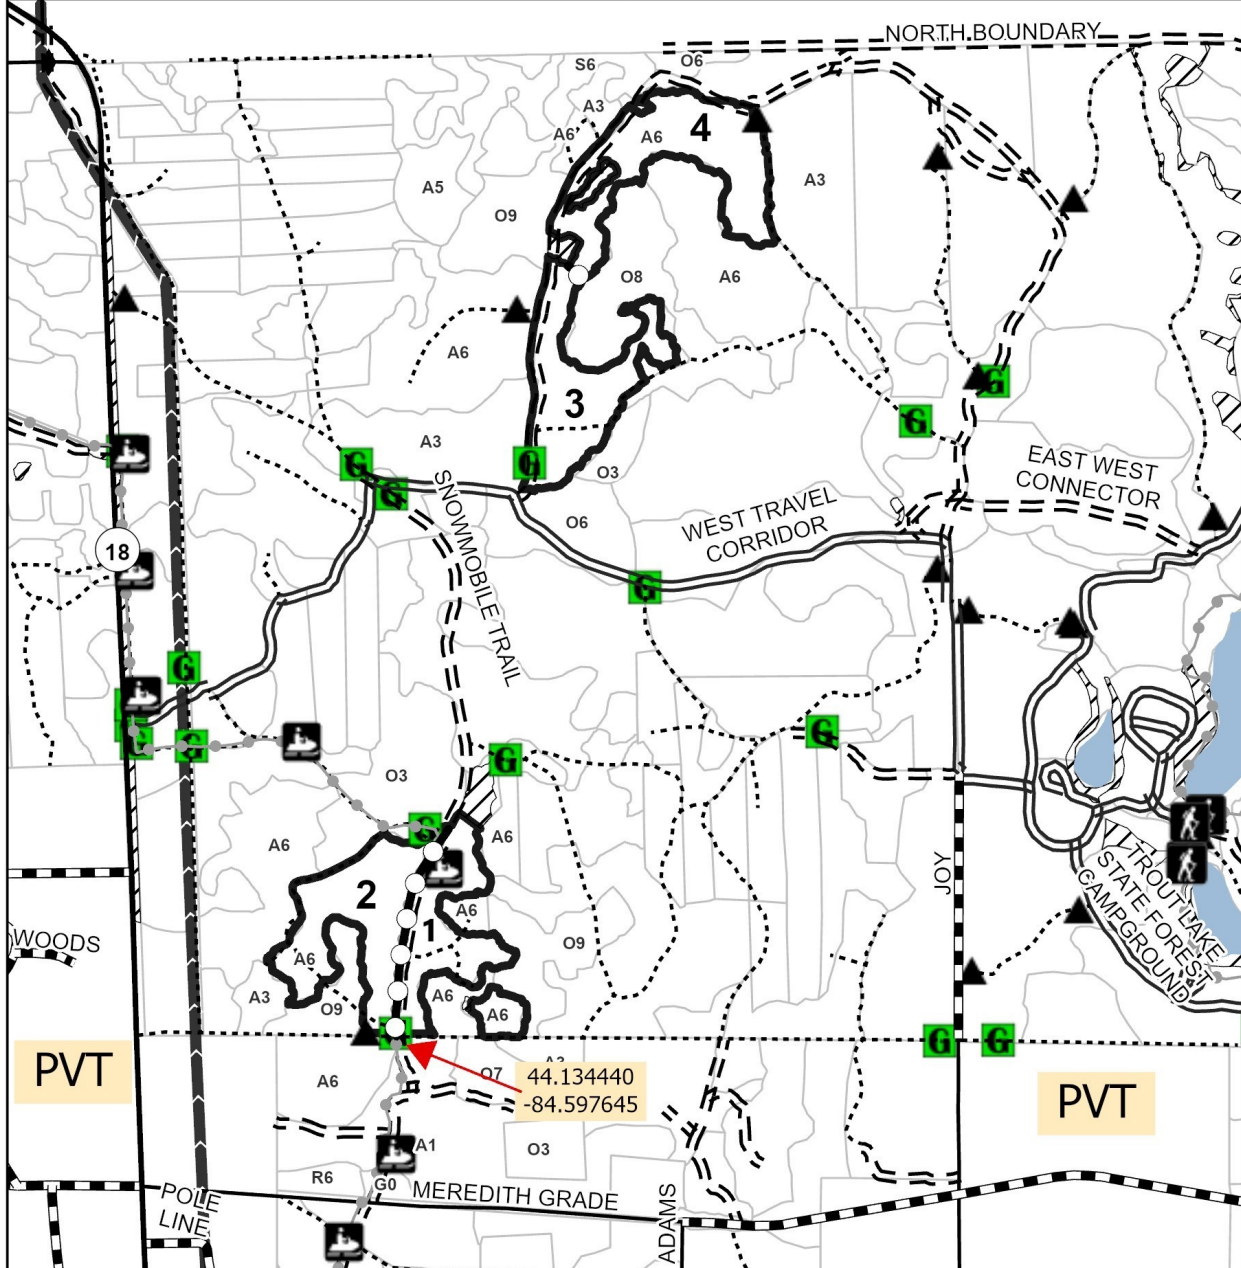 NORTH BOUNDARY
S6
O6
A3
A6
A6
4
A3
A5
O9
O8
A6
A6
3
A3
G
G
G
G
G
O3
EAST WEST
CONNECTOR
SNOWMOBILE TRAIL
O6
WEST TRAVEL
CORRIDOR
18
G
G
G
G
G
G
O3
G
A6
A6
2
A6
1
JOY
TROUT LAKE
STATE FOREST
CAMPGROUND
WOODS
A6
O9
A3
O9
A6
A6
G
G
PVT
A6
O7
A3
44.134440
-84.597645
PVT
A1
O3
R6
G0
MEREDITH GRADE
POLE
LINE
ADAMS